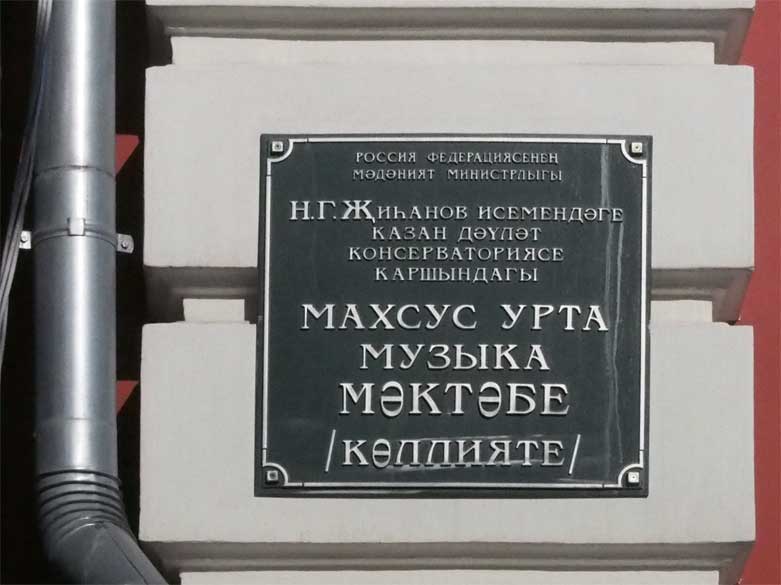 РОССИЯ ФЕДЕРАЦИЯСЕНЕҢ
МӘДӘНИЯТ МИНИСТРЛЫГЫ
Н.Г.ҖИҺАНОВ ИСЕМЕНДӘГЕ
КАЗАН ДӘҮЛӘТ
КОНСЕРВАТОРИЯСЕ
КАРШЫНДАГЫ
МАХСУС УРТА
МУЗЫКА
МӘКТӘБЕ
/КӨЛЛИЯТЕ/